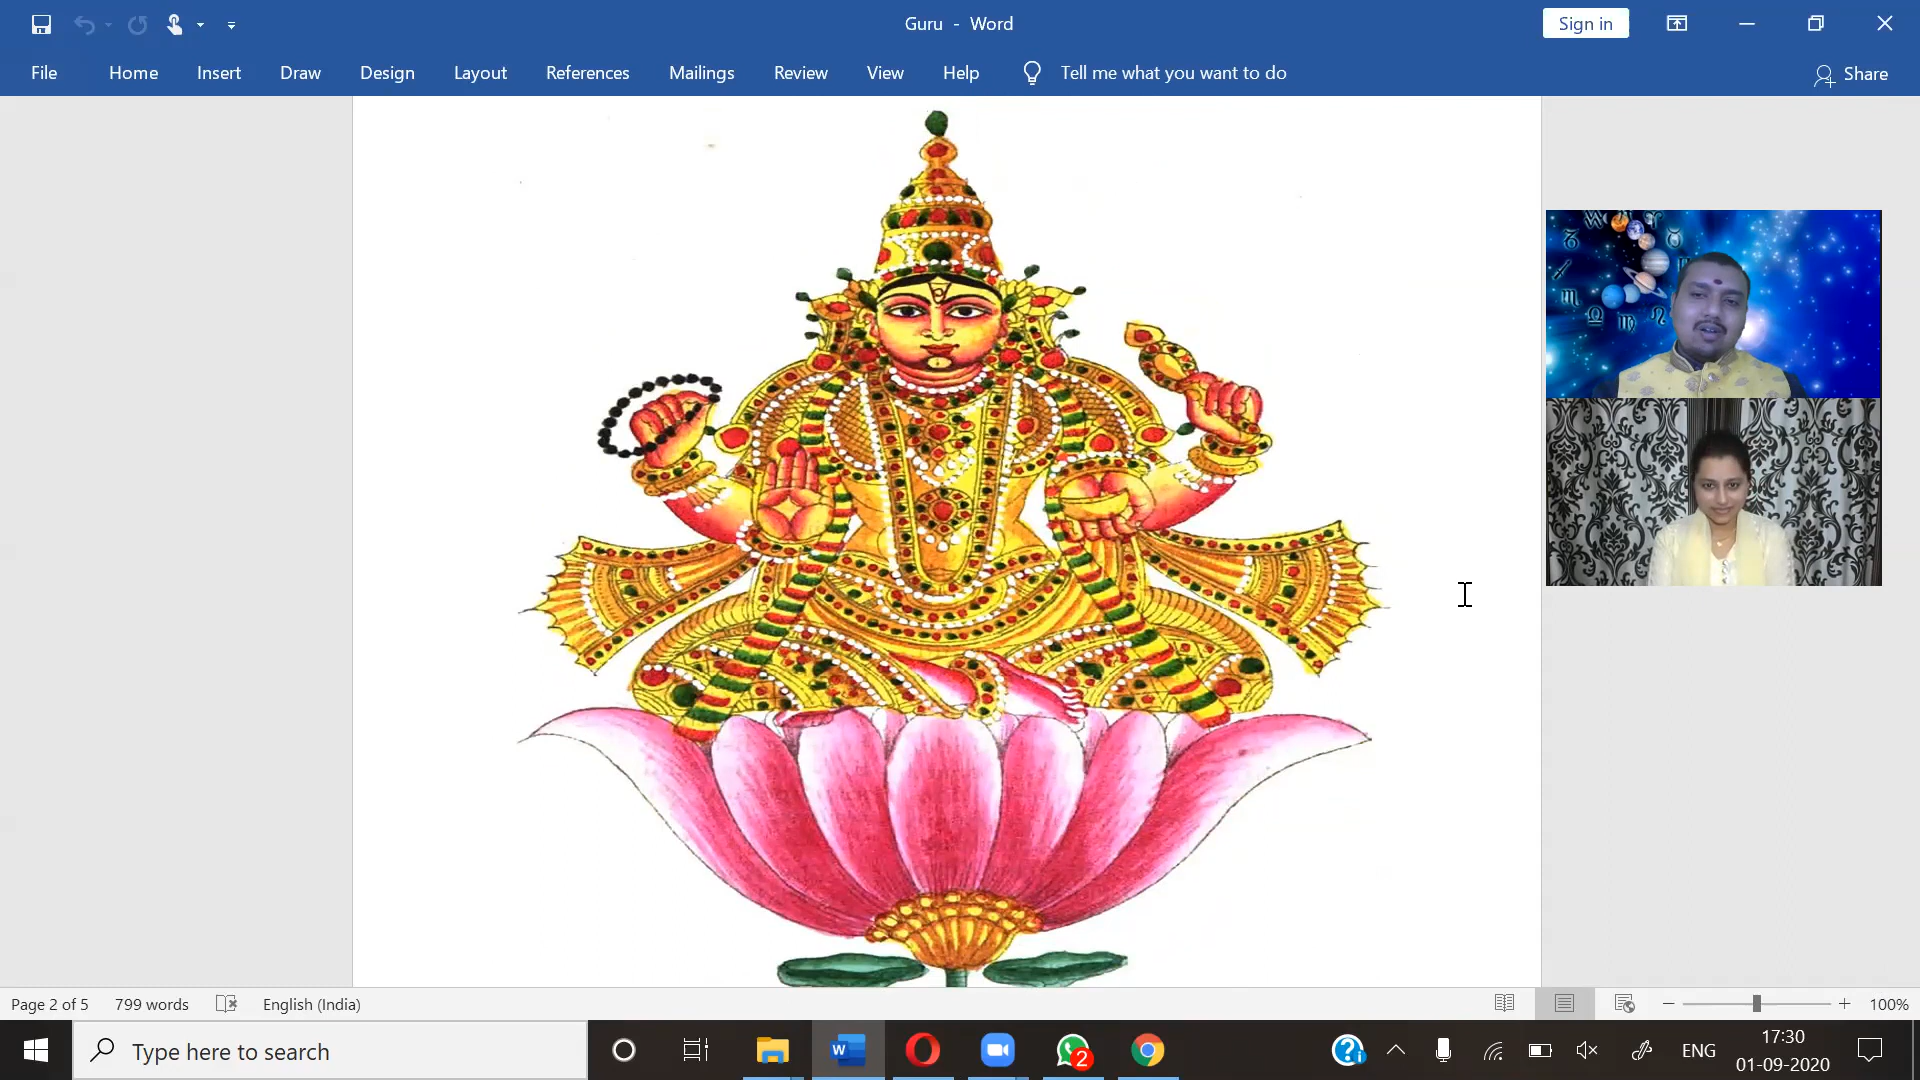 Guru - Word
Sign in
File Home Insert Draw Design Layout References Mailings Review View Help Tell me what you want to do Share
Page 2 of 5 799 words English (India) 100%
Type here to search
2
ENG
17:30
01-09-2020